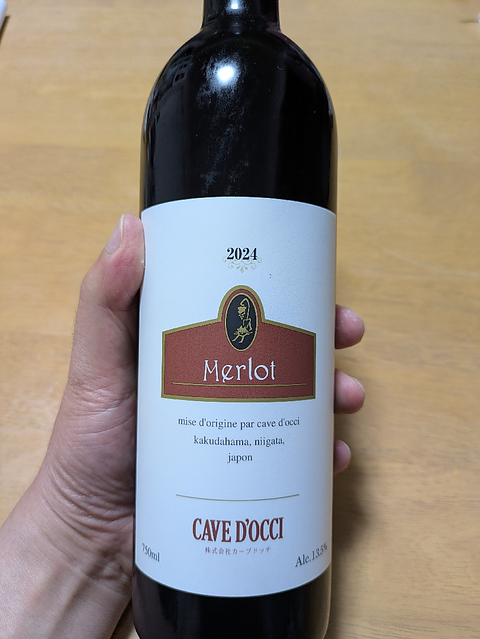 2024
Merlot
mise d'origine par cave d'occi
kakudahama, niigata,
japon
CAVE D'OCCI
株式会社カーブドッチ
750ml
Alc.13.5%